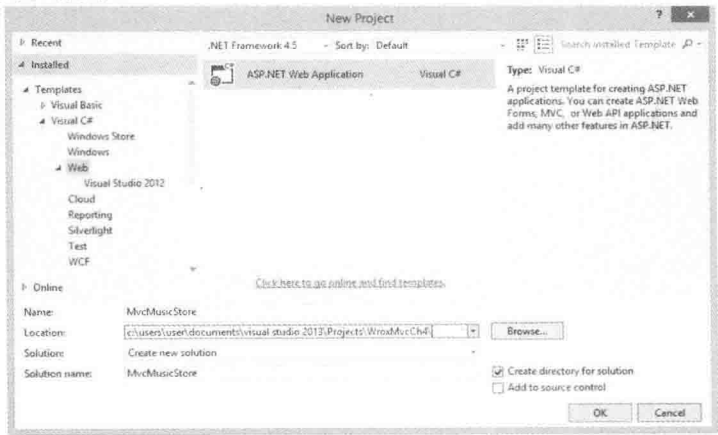 New Project
? ×
Recent
.NET Framework 4.5
Sort by: Default
Search Installed Template
Installed
ASP.NET Web Application
Visual C#
Type: Visual C#
A project template for creating ASP.NET
applications. You can create ASP.NET Web
Forms, MVC, or Web API applications and
add many other features in ASP.NET.
Templates
Visual Basic
Visual C#
Windows Store
Windows
Web
Visual Studio 2012
Cloud
Reporting
Silverlight
Test
WCF
Online
Click here to go online and find templates.
Name:
MvcMusicStore
Location:
c:\users\user\documents\visual studio 2013\Projects\WroxMvcCh4\
Browse...
Solution:
Create new solution
Solution name:
MvcMusicStore
Create directory for solution
Add to source control
OK
Cancel